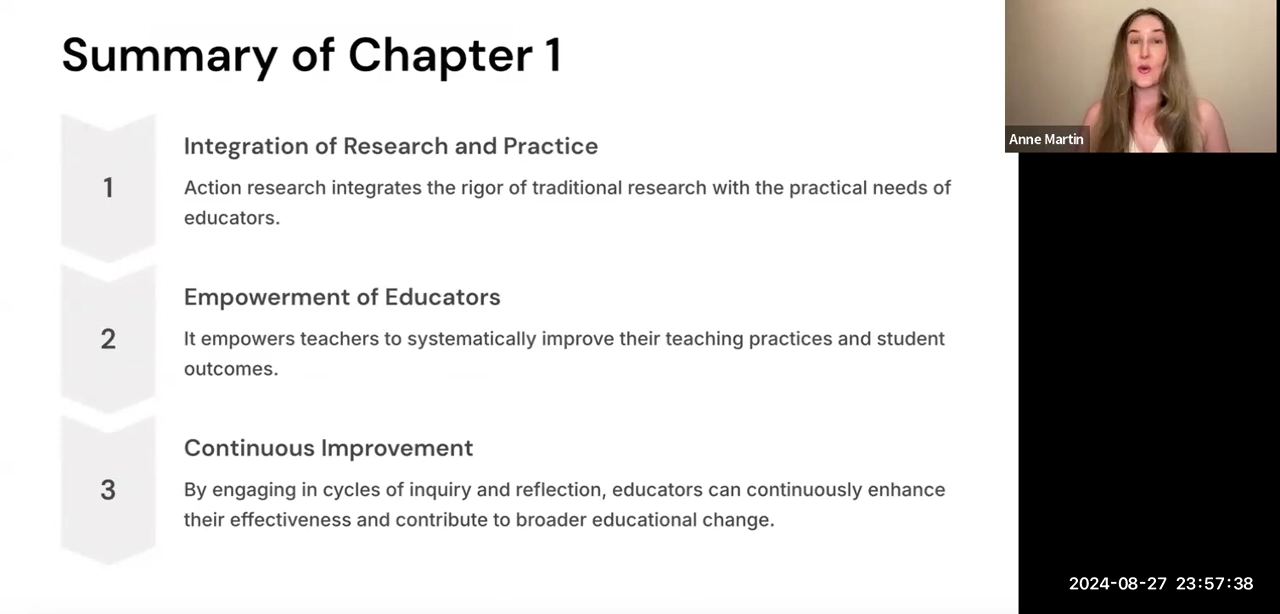 Summary of Chapter 1
1
Integration of Research and Practice
Action research integrates the rigor of traditional research with the practical needs of
educators.
2
Empowerment of Educators
It empowers teachers to systematically improve their teaching practices and student
outcomes.
3
Continuous Improvement
By engaging in cycles of inquiry and reflection, educators can continuously enhance
their effectiveness and contribute to broader educational change.
Anne Martin
2024-08-27 23:57:38